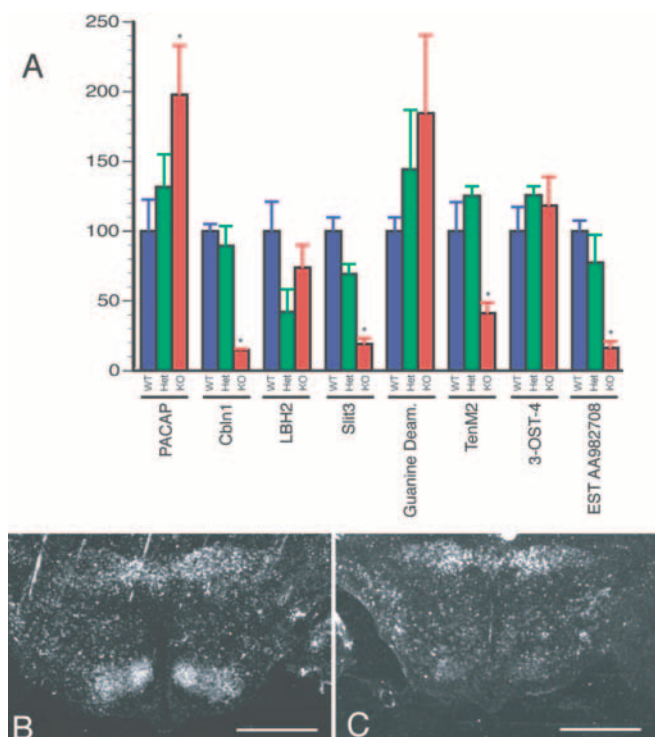 A
250
200
150
100
50
0
*
*
*
*
*
WT Het KO WT Het KO WT Het KO WT Het KO WT Het KO WT Het KO WT Het KO WT Het KO
PACAP
Cbln1
LBH2
Slit3
Guanine Deam.
TenM2
3-OST-4
EST AA982708
B
C